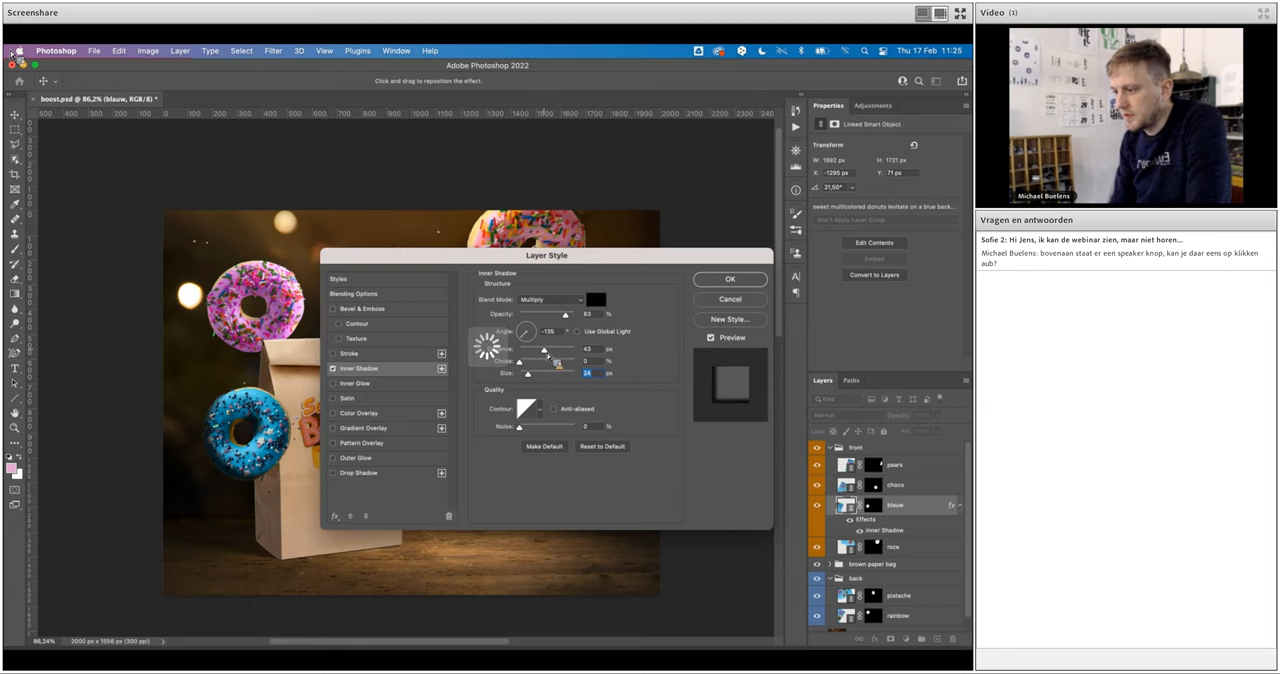 Screenshare
Video (1)
Photoshop File Edit Image Layer Type Select Filter 3D View Plugins Window Help
Thu 17 Feb 11:25
Adobe Photoshop 2022
Click and drag to reposition the effect.
boost.psd @ 86,2% (blauw, RGB/8) *
Properties Adjustments
Linked Smart Object
Transform
W: 1992 px H: 1721 px
X: -1295 px Y: 71 px
21,50°
sweet multicolored donuts levitate on a blue back...
Don't Apply Layer Comp
Edit Contents
Embed
Convert to Layers
Michael Buelens
Vragen en antwoorden
Sofie 2: Hi Jens, ik kan de webinar zien, maar niet horen...
Michael Buelens: bovenaan staat er een speaker knop, kan je daar eens op klikken
aub?
Layer Style
Styles
Blending Options
Bevel & Emboss
Contour
Texture
Stroke
Inner Shadow
Inner Glow
Satin
Color Overlay
Gradient Overlay
Pattern Overlay
Outer Glow
Drop Shadow
Inner Shadow
Structure
Blend Mode: Multiply
Opacity: 63 %
Angle: -135 ° Use Global Light
43 px
Choke: 0 %
Size: 24 px
Quality
Contour: Anti-aliased
Noise: 0 %
Make Default Reset to Default
OK
Cancel
New Style...
Preview
Layers Paths
Kind
Normal Opacity:
Lock: Fill:
front
paars
choco
blauw fx
Effects
Inner Shadow
roze
brown paper bag
back
pistache
rainbow
86,24% 2000 px x 1556 px (300 ppi)